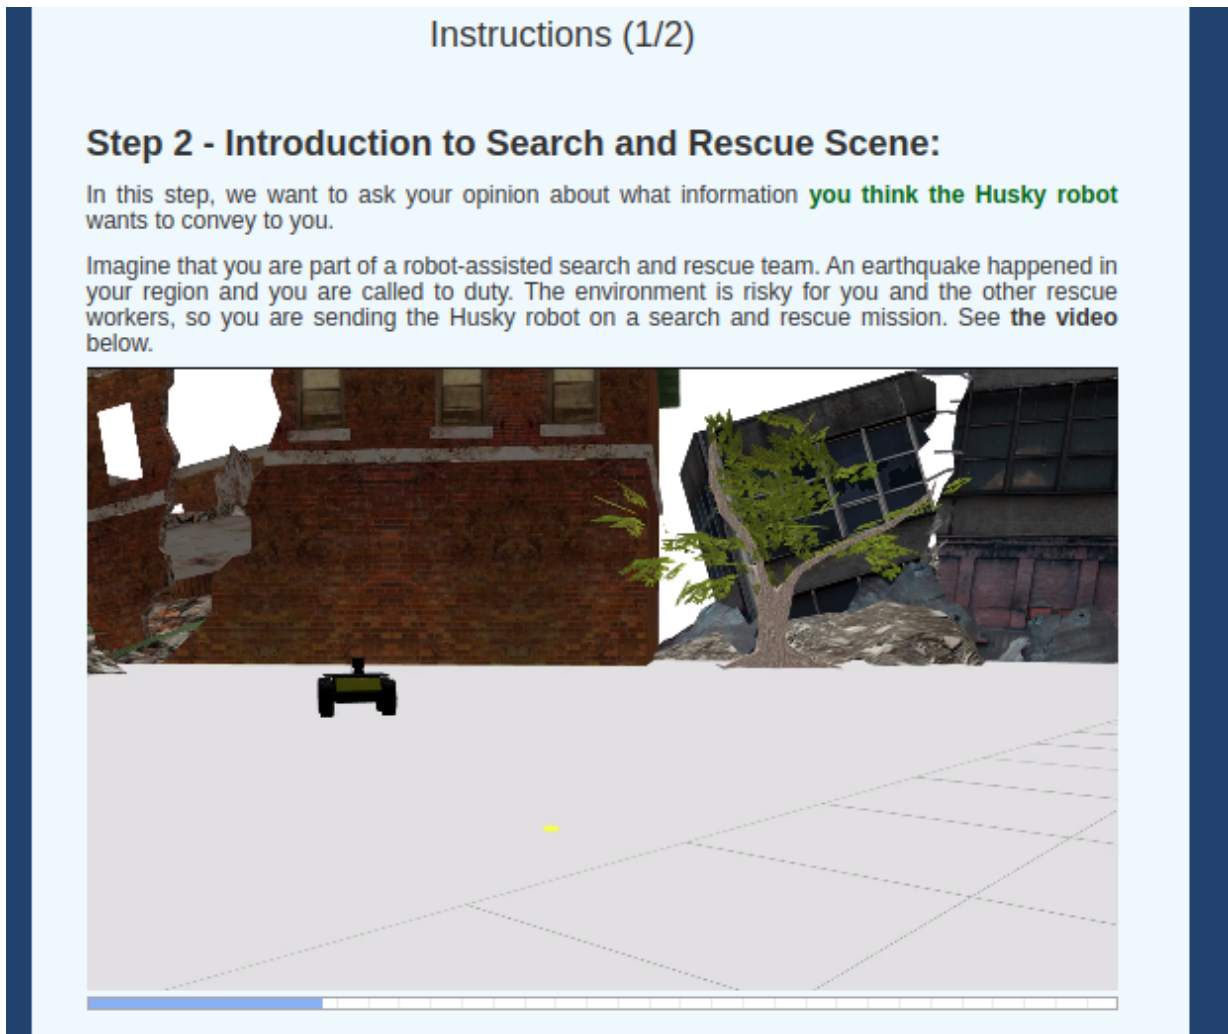 Instructions (1/2)
Step 2 - Introduction to Search and Rescue Scene:
In this step, we want to ask your opinion about what information you think the Husky robot
wants to convey to you.
Imagine that you are part of a robot-assisted search and rescue team. An earthquake happened in
your region and you are called to duty. The environment is risky for you and the other rescue
workers, so you are sending the Husky robot on a search and rescue mission. See the video
below.